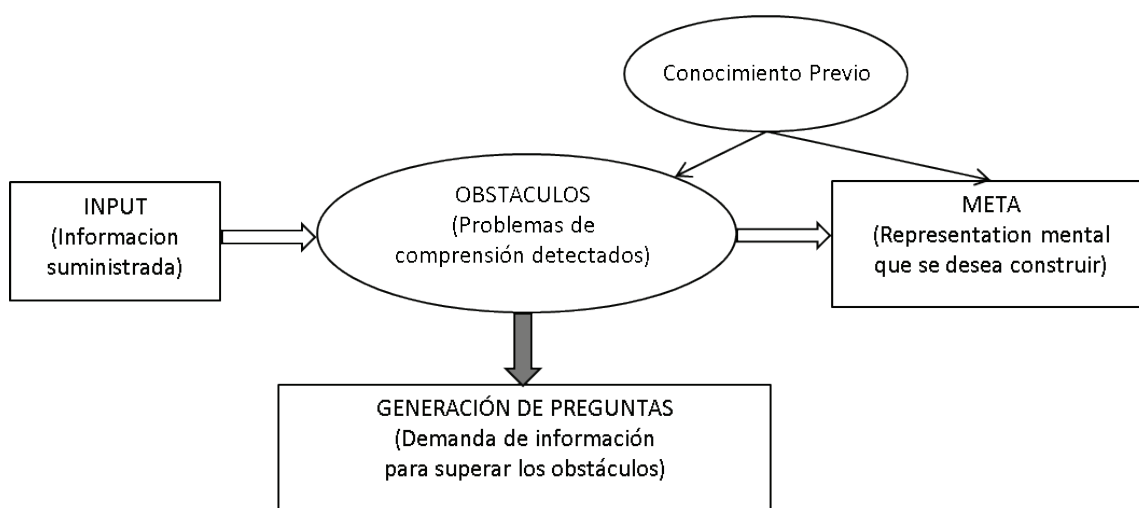 Conocimiento Previo
INPUT
(Informacion
suministrada)
OBSTACULOS
(Problemas de
comprensión detectados)
META
(Representation mental
que se desea construir)
GENERACIÓN DE PREGUNTAS
(Demanda de información
para superar los obstáculos)